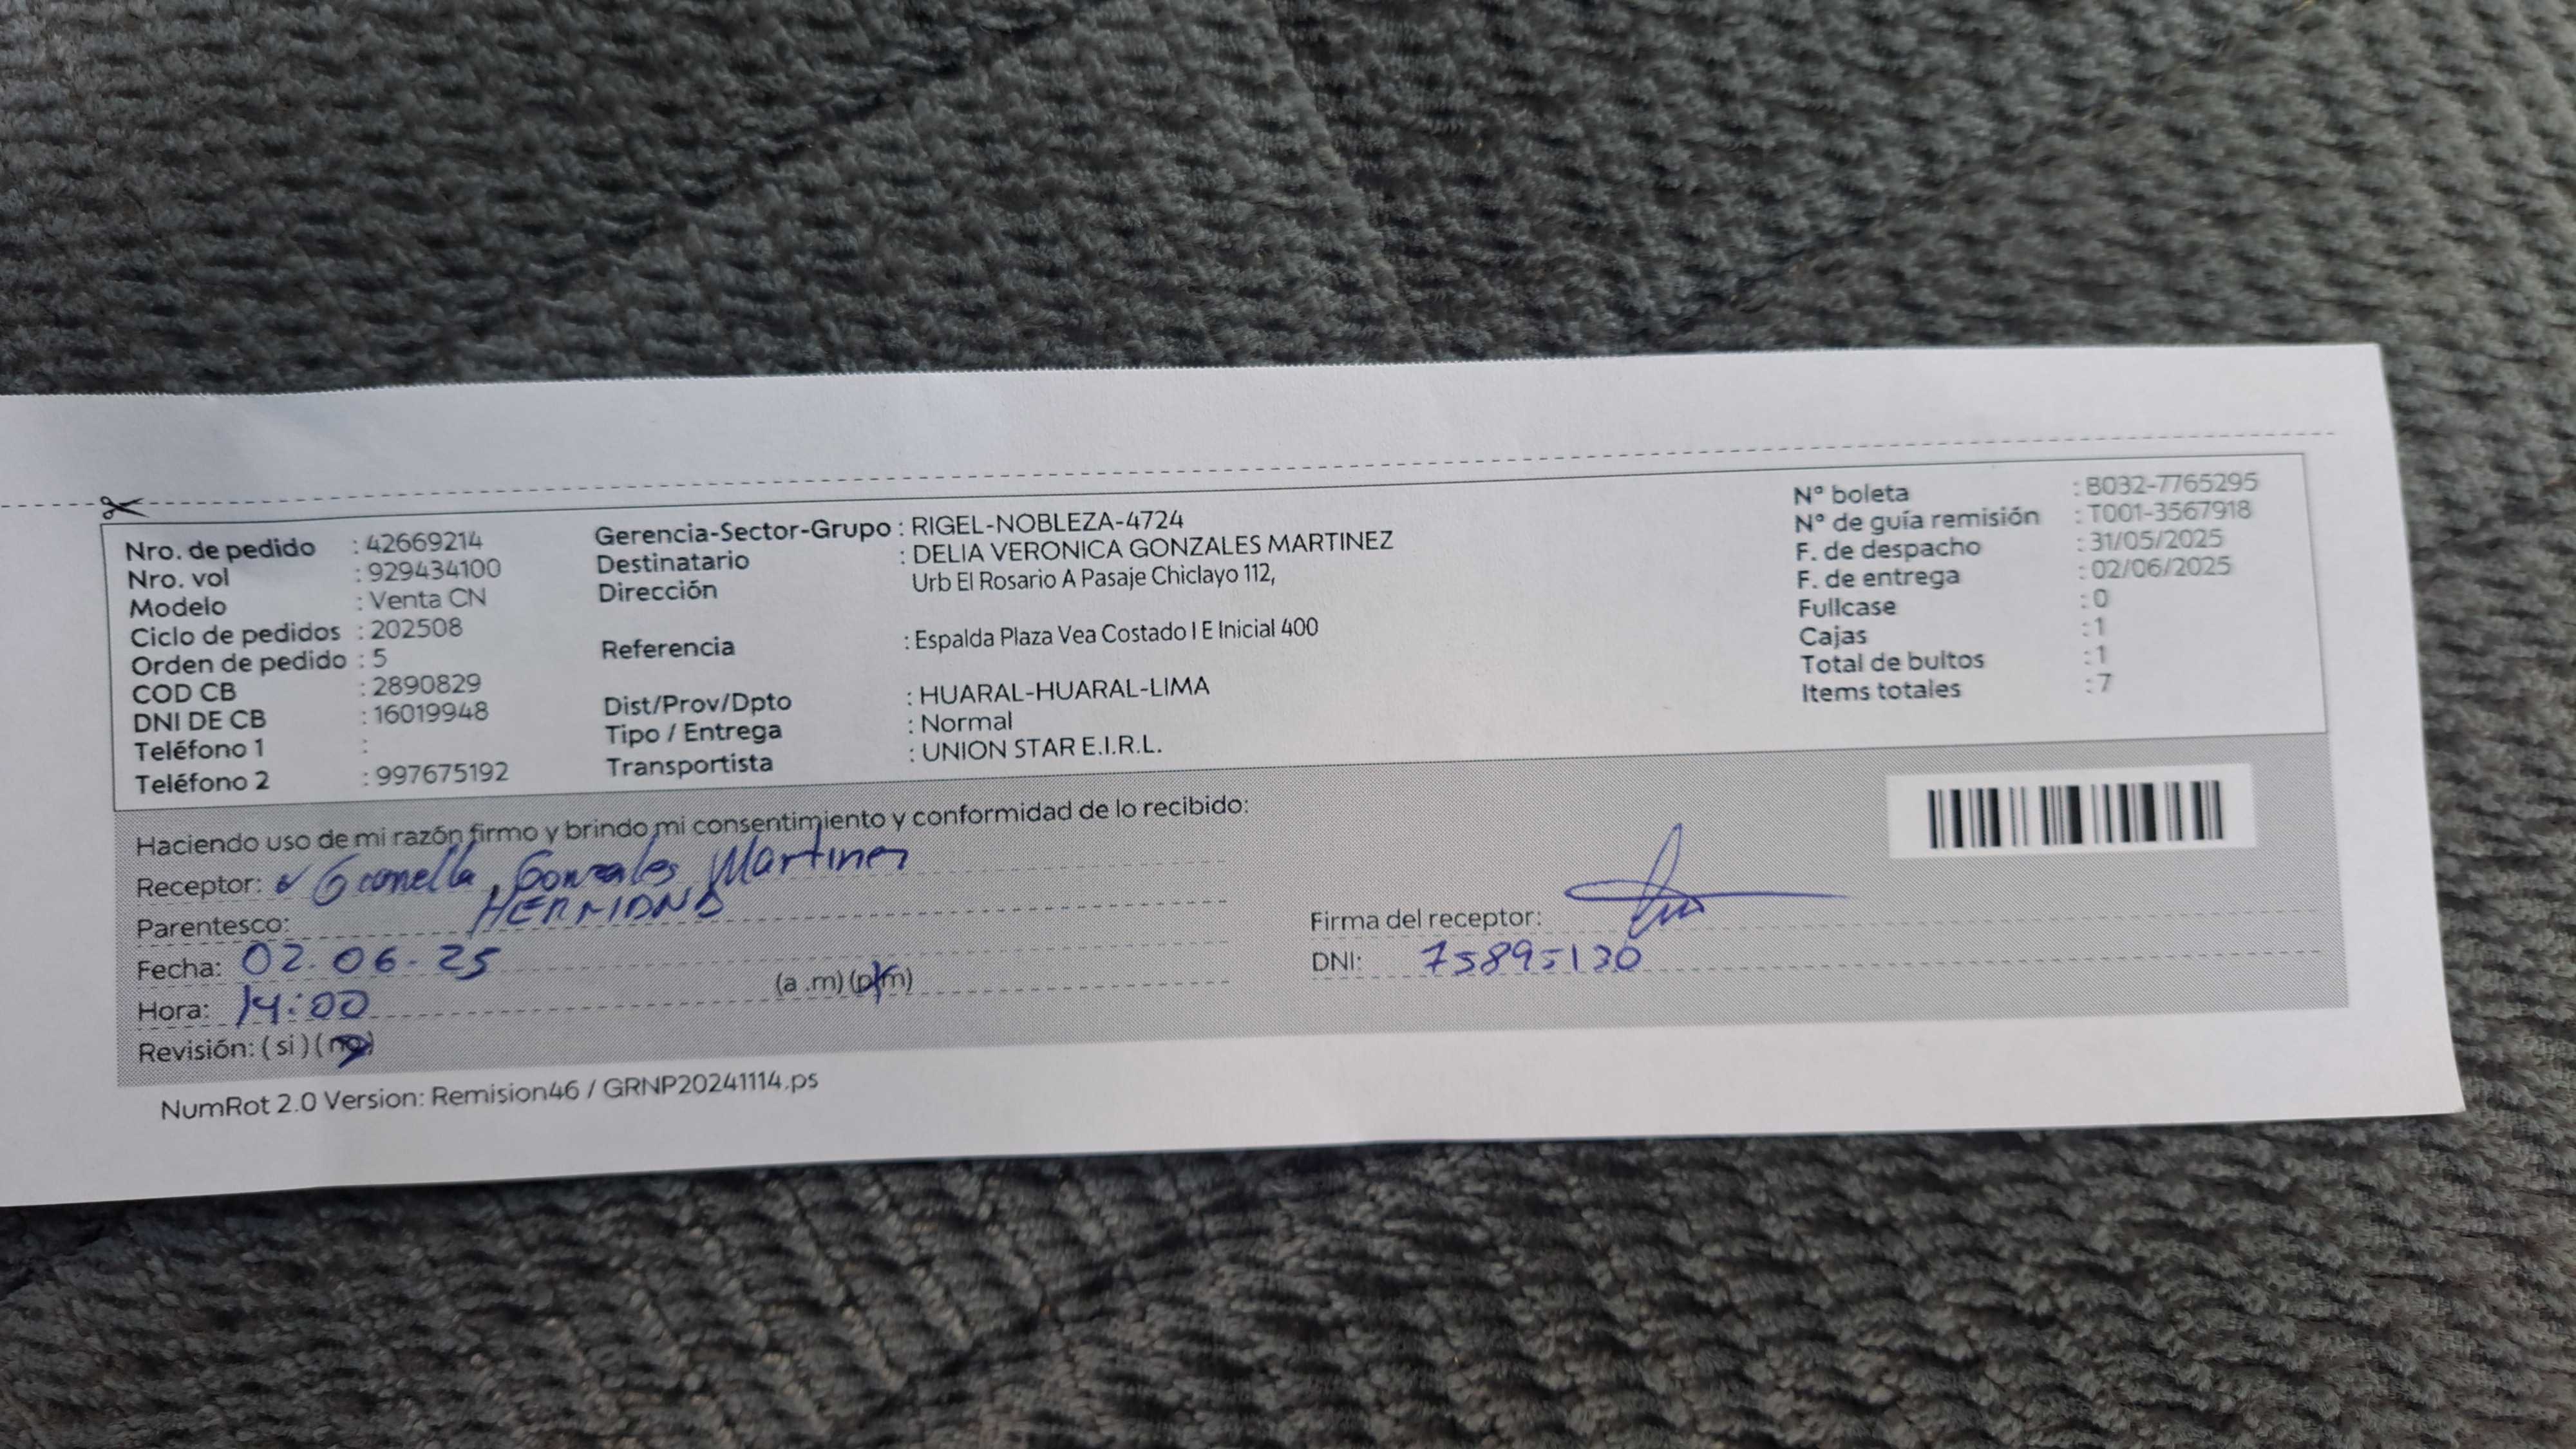 Nro. de pedido : 42669214
Nro. vol : 929434100
Modelo : Venta CN
Ciclo de pedidos : 202508
Orden de pedido : 5
COD CB : 2890829
DNI DE CB : 16019948
Teléfono 1 :
Teléfono 2 : 997675192
Gerencia-Sector-Grupo : RIGEL-NOBLEZA-4724
Destinatario : DELIA VERONICA GONZALES MARTINEZ
Dirección Urb El Rosario A Pasaje Chiclayo 112,
Referencia : Espalda Plaza Vea Costado I E Inicial 400
Dist/Prov/Dpto : HUARAL-HUARAL-LIMA
Tipo / Entrega : Normal
Transportista : UNION STAR E.I.R.L.
N° boleta : B032-7765295
N° de guía remisión : T001-3567918
F. de despacho : 31/05/2025
F. de entrega : 02/06/2025
Fullcase : 0
Cajas : 1
Total de bultos : 1
Items totales : 7
Haciendo uso de mi razón firmo y brindo mi consentimiento y conformidad de lo recibido:
Receptor: Gonzales Martinez
Parentesco: HERMANA
Fecha: 02.06.25
Hora: 14:00 (a .m) (p.m)
Revisión: ( si ) ( no )
Firma del receptor:
DNI: 75895130
NumRot 2.0 Version: Remision46 / GRNP20241114.ps